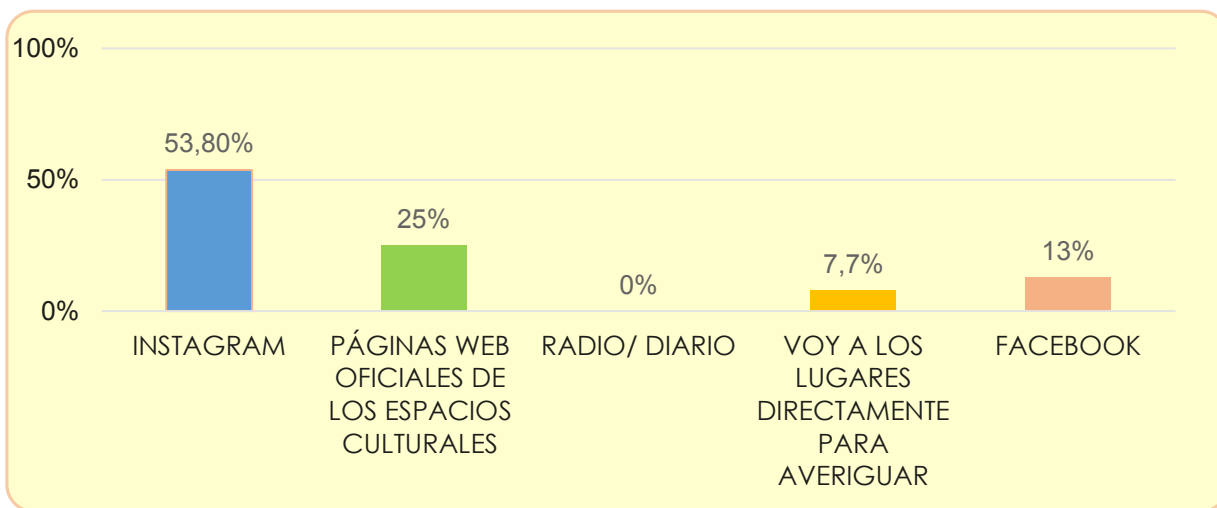 100%
53,80%
50%
25%
13%
7,7%
0%
0%
INSTAGRAM
PÁGINAS WEB
OFICIALES DE
LOS ESPACIOS
CULTURALES
RADIO/ DIARIO
VOY A LOS
LUGARES
DIRECTAMENTE
PARA
AVERIGUAR
FACEBOOK